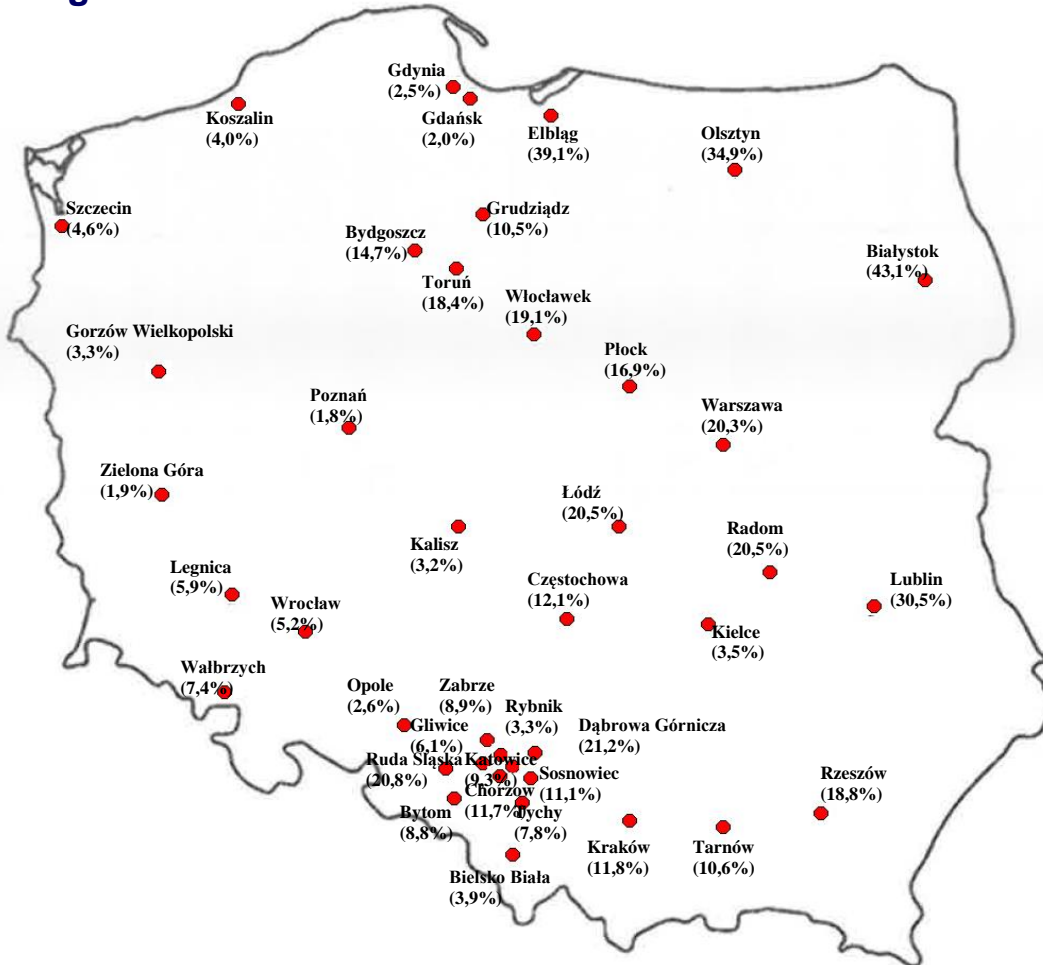 Gdynia
(2,5%)
Koszalin
(4,0%)
Gdańsk
(2,0%)
Elbląg
(39,1%)
Olsztyn
(34,9%)
Szczecin
(4,6%)
Grudziądz
(10,5%)
Bydgoszcz
(14,7%)
Białystok
(43,1%)
Toruń
(18,4%)
Włocławek
(19,1%)
Gorzów Wielkopolski
(3,3%)
Płock
(16,9%)
Poznań
(1,8%)
Warszawa
(20,3%)
Zielona Góra
(1,9%)
Łódź
(20,5%)
Kalisz
(3,2%)
Radom
(20,5%)
Legnica
(5,9%)
Częstochowa
(12,1%)
Lublin
(30,5%)
Wrocław
(5,2%)
Kielce
(3,5%)
Wałbrzych
(7,4%)
Opole
(2,6%)
Zabrze
(8,9%)
Rybnik
(3,3%)
Gliwice
(6,1%)
Dąbrowa Górnicza
(21,2%)
Ruda Sląska
(20,8%)
Katowice
(9,3%)
Sosnowiec
(11,1%)
Rzeszów
(18,8%)
Chorzow
(11,7%)
Bytom
(8,8%)
Tychy
(7,8%)
Kraków
(11,8%)
Tarnów
(10,6%)
Bielsko Biała
(3,9%)